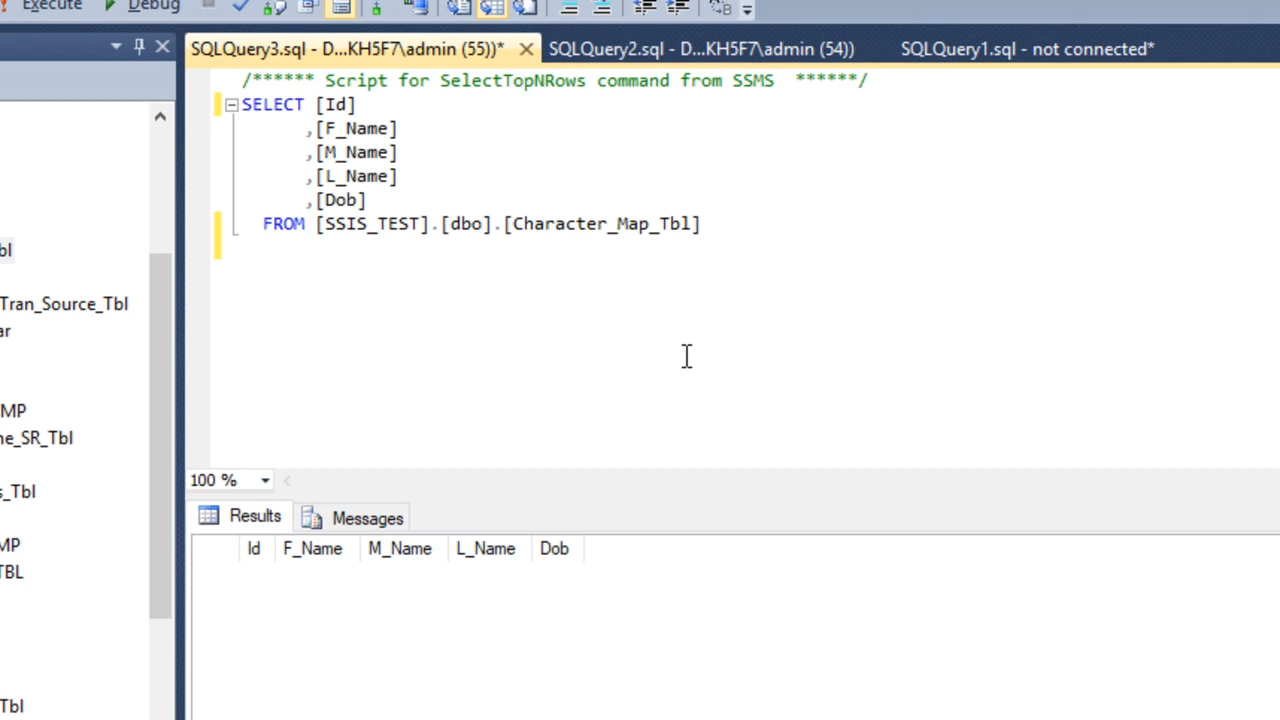 Execute Debug
SQLQuery3.sql - D...KH5F7\admin (55))* SQLQuery2.sql - D...KH5F7\admin (54)) SQLQuery1.sql - not connected*
/****** Script for SelectTopNRows command from SSMS ******/
SELECT [Id]
,[F_Name]
,[M_Name]
,[L_Name]
,[Dob]
FROM [SSIS_TEST].[dbo].[Character_Map_Tbl]
bl
Tran_Source_Tbl
ar
MP
ne_SR_Tbl
s_Tbl
MP
TBL
Tbl
100 %
Results Messages
Id F_Name M_Name L_Name Dob